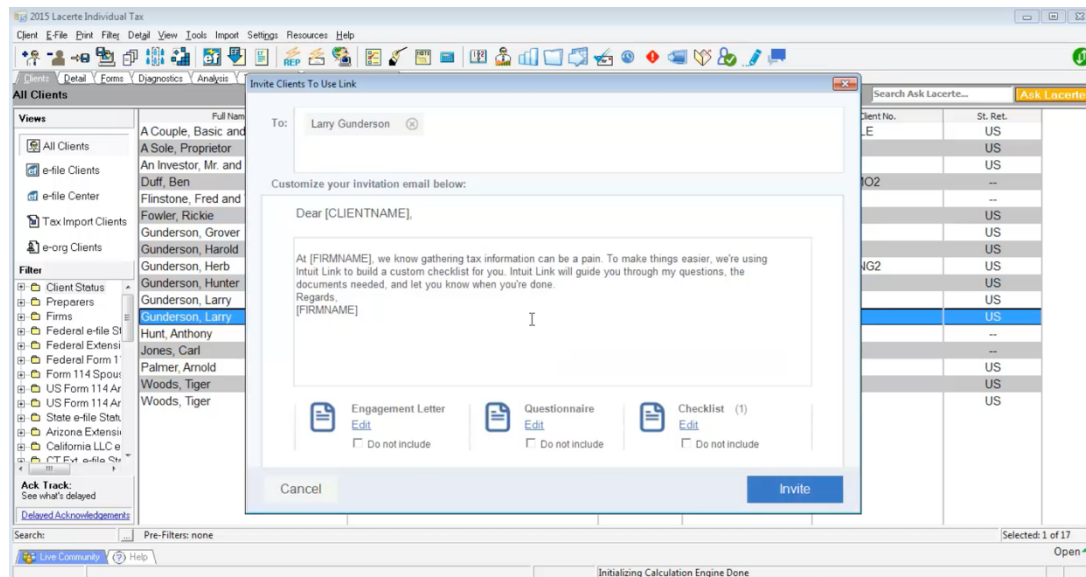 2015 Lacerte Individual Tax
Client E-File Print Filter Detail View Tools Import Settings Resources Help
Clients Detail Forms Diagnostics Analysis
All Clients
Search Ask Lacerte...
Ask Lacerte
Invite Clients To Use Link
To: Larry Gunderson
Customize your invitation email below:
Dear [CLIENTNAME],
At [FIRMNAME], we know gathering tax information can be a pain. To make things easier, we're using
Intuit Link to build a custom checklist for you. Intuit Link will guide you through my questions, the
documents needed, and let you know when you're done.
Regards,
[FIRMNAME]
Engagement Letter
Edit
Do not include
Questionnaire
Edit
Do not include
Checklist (1)
Edit
Do not include
Cancel
Invite
Views
All Clients
e-file Clients
e-file Center
Tax Import Clients
e-org Clients
Filter
Client Status
Preparers
Firms
Federal e-file St
Federal Extensi
Federal Form 1
Form 114 Spous
US Form 114 Ar
US Form 114 Ar
State e-file Statu
Arizona Extensi
California LLC e
CT Ext. e-file Sta
Ack Track:
See what's delayed
Delayed Acknowledgements
Full Nam
Client No.
St. Ret.
A Couple, Basic and
LE
US
A Sole, Proprietor
US
An Investor, Mr. and
US
Duff, Ben
MO2
--
Flinstone, Fred and
--
Fowler, Rickie
US
Gunderson, Grover
US
Gunderson, Harold
US
Gunderson, Herb
NG2
US
Gunderson, Hunter
US
Gunderson, Larry
US
Gunderson, Larry
US
Hunt, Anthony
--
Jones, Carl
--
Palmer, Arnold
US
Woods, Tiger
US
Woods, Tiger
US
Search:
...
Pre-Filters: none
Selected: 1 of 17
Live Community
Help
Open
Initializing Calculation Engine Done